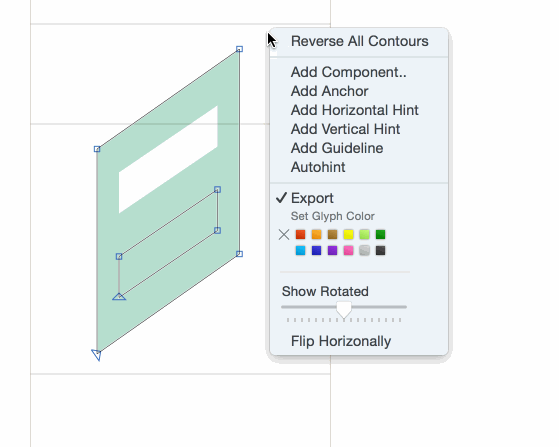 Reverse All Contours
Add Component..
Add Anchor
Add Horizontal Hint
Add Vertical Hint
Add Guideline
Autohint
Export
Set Glyph Color
Show Rotated
Flip Horizonally